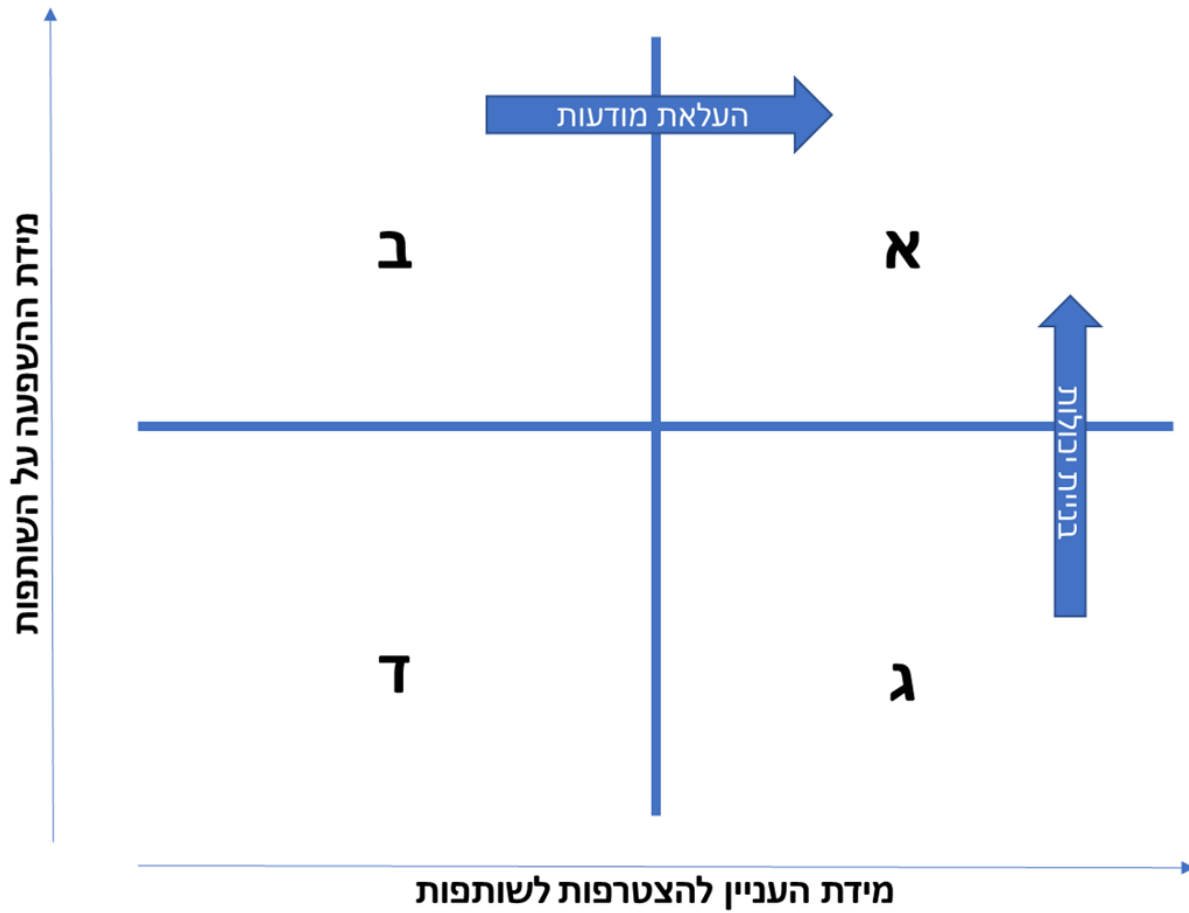 העלאת מודעות
א
ב
מידת ההשפעה על השותפות
בניית יכולות
ג
ד
מידת העניין להצטרפות לשותפות